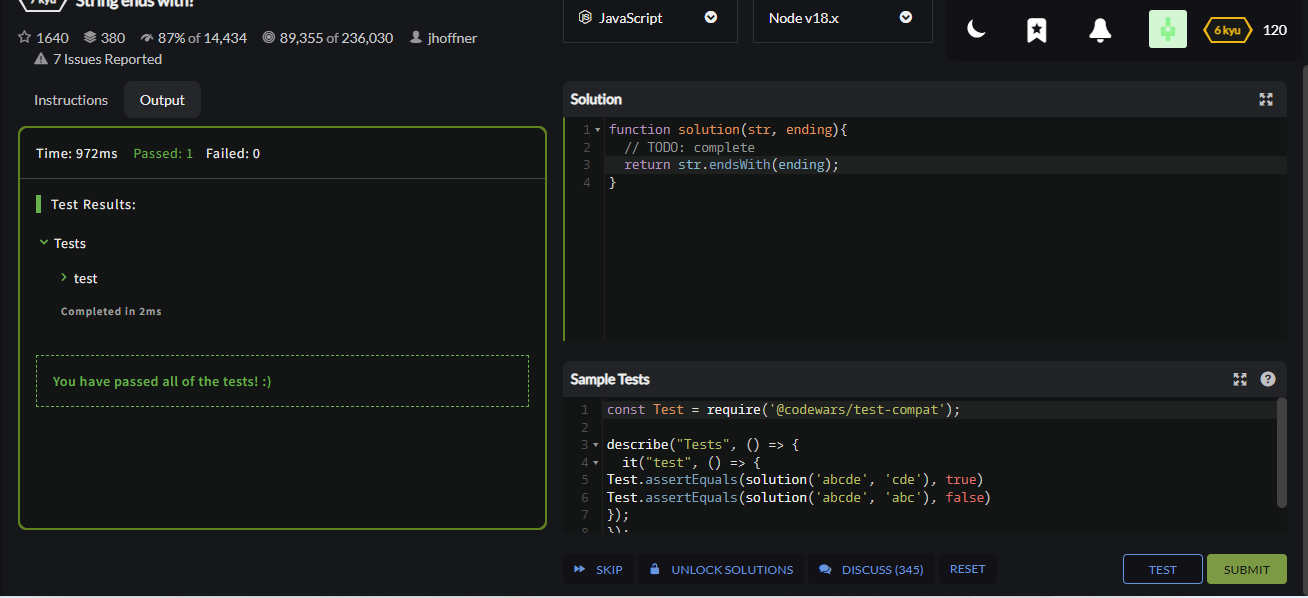 7 kyu String ends with?
JavaScript
Node v18.x
6 kyu
120
1640 380 87% of 14,434 89,355 of 236,030 jhoffner
7 Issues Reported
Instructions
Output
Time: 972ms Passed: 1 Failed: 0
Test Results:
Tests
test
Completed in 2ms
You have passed all of the tests! :)
Solution
1 function solution(str, ending){
2 // TODO: complete
3 return str.endsWith(ending);
4 }
Sample Tests
?
1 const Test = require('@codewars/test-compat');
2
3 describe("Tests", () => {
4 it("test", () => {
5 Test.assertEquals(solution('abcde', 'cde'), true)
6 Test.assertEquals(solution('abcde', 'abc'), false)
7 });
8 });
SKIP
UNLOCK SOLUTIONS
DISCUSS (345)
RESET
TEST
SUBMIT